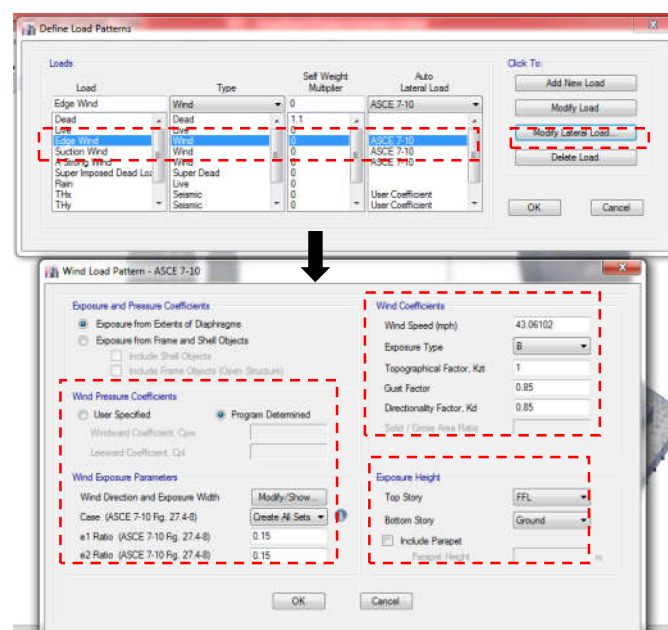 Define Load Patterns
Loads
Click To:
Load Type Self Weight Multiplier Auto Lateral Load
Edge Wind Wind 0 ASCE 7-10
Dead Dead 1.1
Live Live 0
Edge Wind Wind 0 ASCE 7-10
Suction Wind Wind 0 ASCE 7-10
A Strong Wind Wind 0 ASCE 7-10
Super Imposed Dead Loa Super Dead 0
Rain Live 0
THx Seismic 0 User Coefficient
THy Seismic 0 User Coefficient
Add New Load
Modify Load
Modify Lateral Load...
Delete Load
OK Cancel
Wind Load Pattern - ASCE 7-10
Exposure and Pressure Coefficients
Exposure from Extents of Diaphragms
Exposure from Frame and Shell Objects
Include Shell Objects
Include Frame Objects (Open Structure)
Wind Pressure Coefficients
User Specified Program Determined
Windward Coefficient, Cpw
Leeward Coefficient, Cpl
Wind Exposure Parameters
Wind Direction and Exposure Width Modify/Show...
Case (ASCE 7-10 Fig. 27.4-8) Create All Sets
e1 Ratio (ASCE 7-10 Fig. 27.4-8) 0.15
e2 Ratio (ASCE 7-10 Fig. 27.4-8) 0.15
Wind Coefficients
Wind Speed (mph) 43.06102
Exposure Type B
Topographical Factor, Kzt 1
Gust Factor 0.85
Directionality Factor, Kd 0.85
Solid / Gross Area Ratio
Exposure Height
Top Story FFL
Bottom Story Ground
Include Parapet
Parapet Height m
OK Cancel